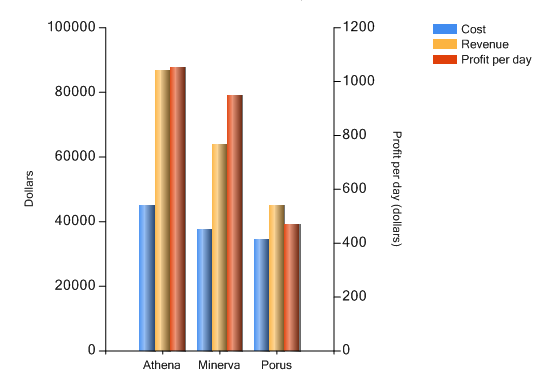 Cost
Revenue
Profit per day
Dollars
100000
80000
60000
40000
20000
0
1200
1000
800
600
400
200
0
Profit per day (dollars)
Athena
Minerva
Porus